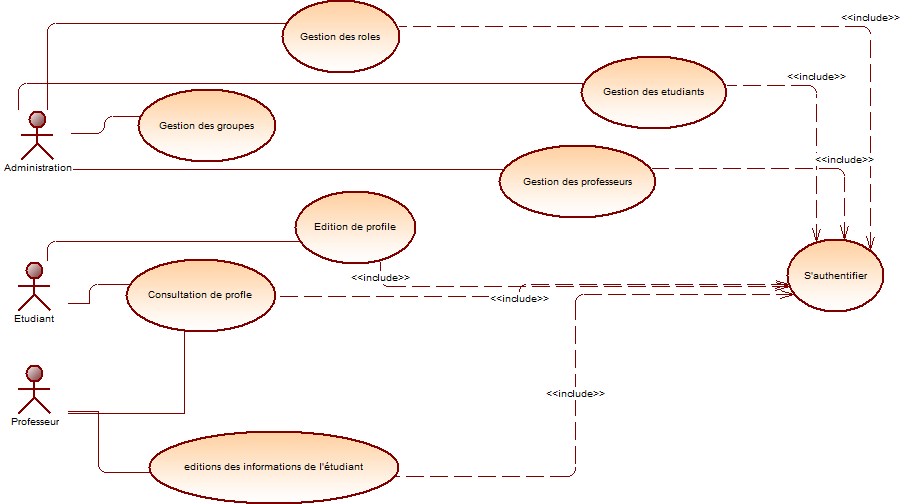 <<include>>
Gestion des roles
<<include>>
Gestion des etudiants
Gestion des groupes
<<include>>
Administration
Gestion des professeurs
Edition de profile
<<include>>
S'authentifier
Consultation de profle
<<include>>
Etudiant
<<include>>
Professeur
editions des informations de l'étudiant